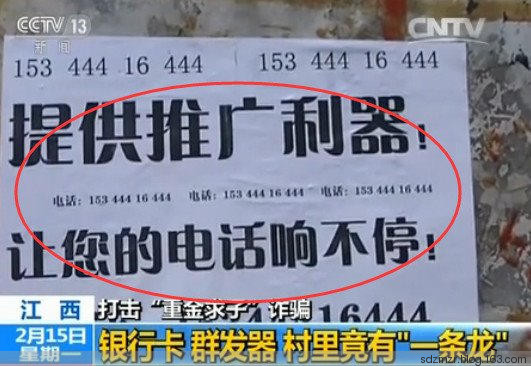 CCTV 13
新闻
CNTV
153 444 16 444 153 444 16 444
提供推广利器!
电话: 153 444 16 444 电话: 153 444 16 444 电话: 153 444 16 444
让您的电话响不停!
16444
江 西
打击“重金求子”诈骗
2月15日
星期一
银行卡 群发器 村里竟有"一条龙"